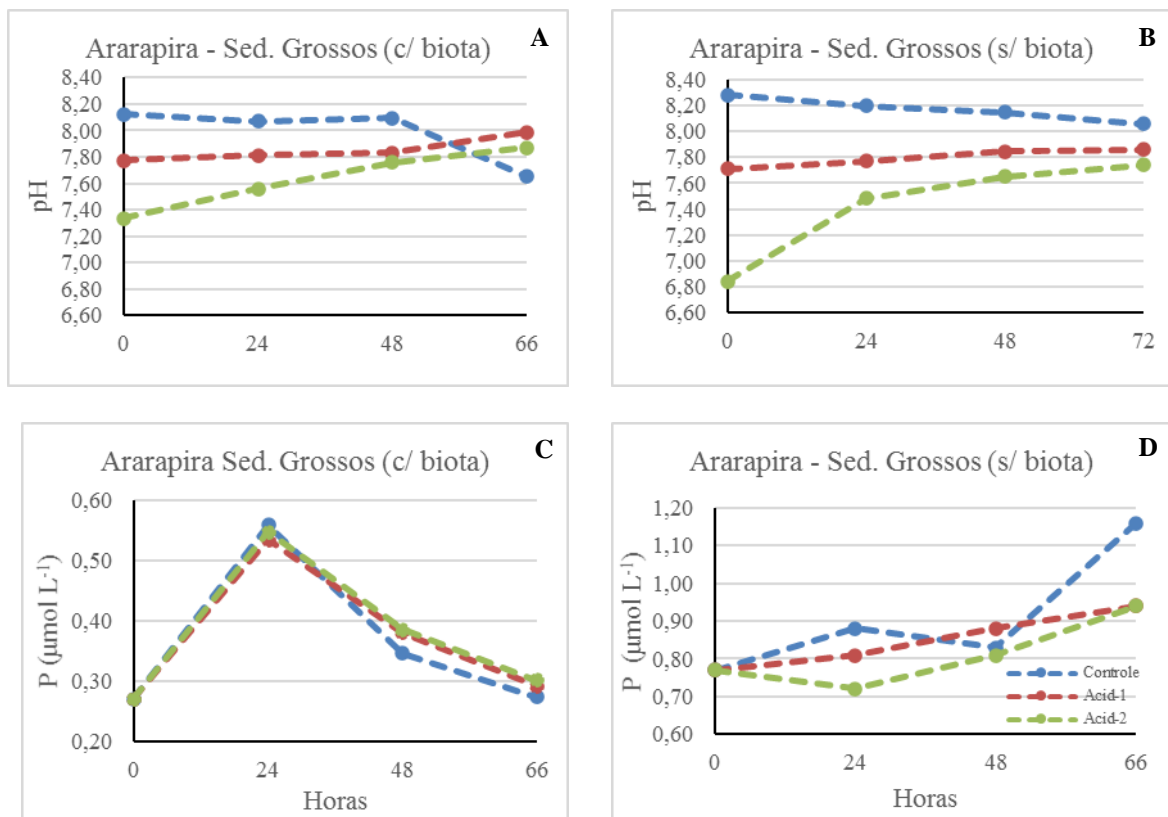 Ararapira - Sed. Grossos (c/ biota)
A
pH
8,40
8,20
8,00
7,80
7,60
7,40
7,20
7,00
6,80
6,60
0 24 48 66
Ararapira - Sed. Grossos (s/ biota)
B
pH
8,40
8,20
8,00
7,80
7,60
7,40
7,20
7,00
6,80
6,60
0 24 48 72
Ararapira Sed. Grossos (c/ biota)
C
P (µmol L-1)
0,60
0,50
0,40
0,30
0,20
0 24 48 66
Horas
Ararapira - Sed. Grossos (s/ biota)
D
P (µmol L-1)
1,20
1,10
1,00
0,90
0,80
0,70
0,60
Controle
Acid-1
Acid-2
0 24 48 66
Horas